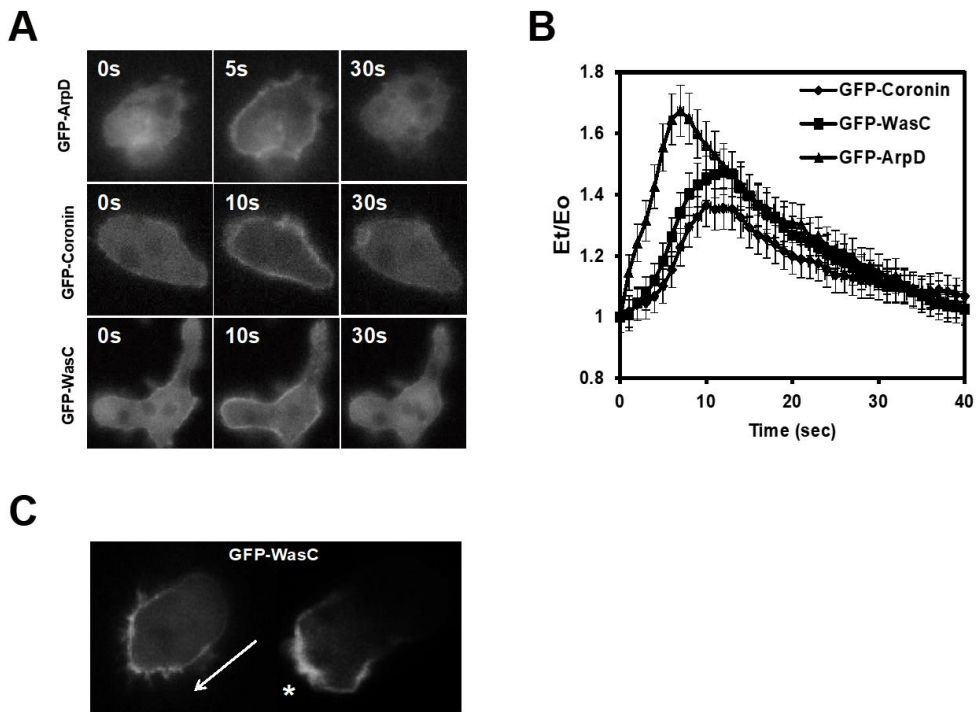 A
GFP-ArpD
0s
5s
30s
GFP-Coronin
0s
10s
30s
GFP-WasC
0s
10s
30s
B
Et/Eo
1.8
1.6
1.4
1.2
1
0.8
GFP-Coronin
GFP-WasC
GFP-ArpD
0
10
20
30
40
Time (sec)
C
GFP-WasC
*